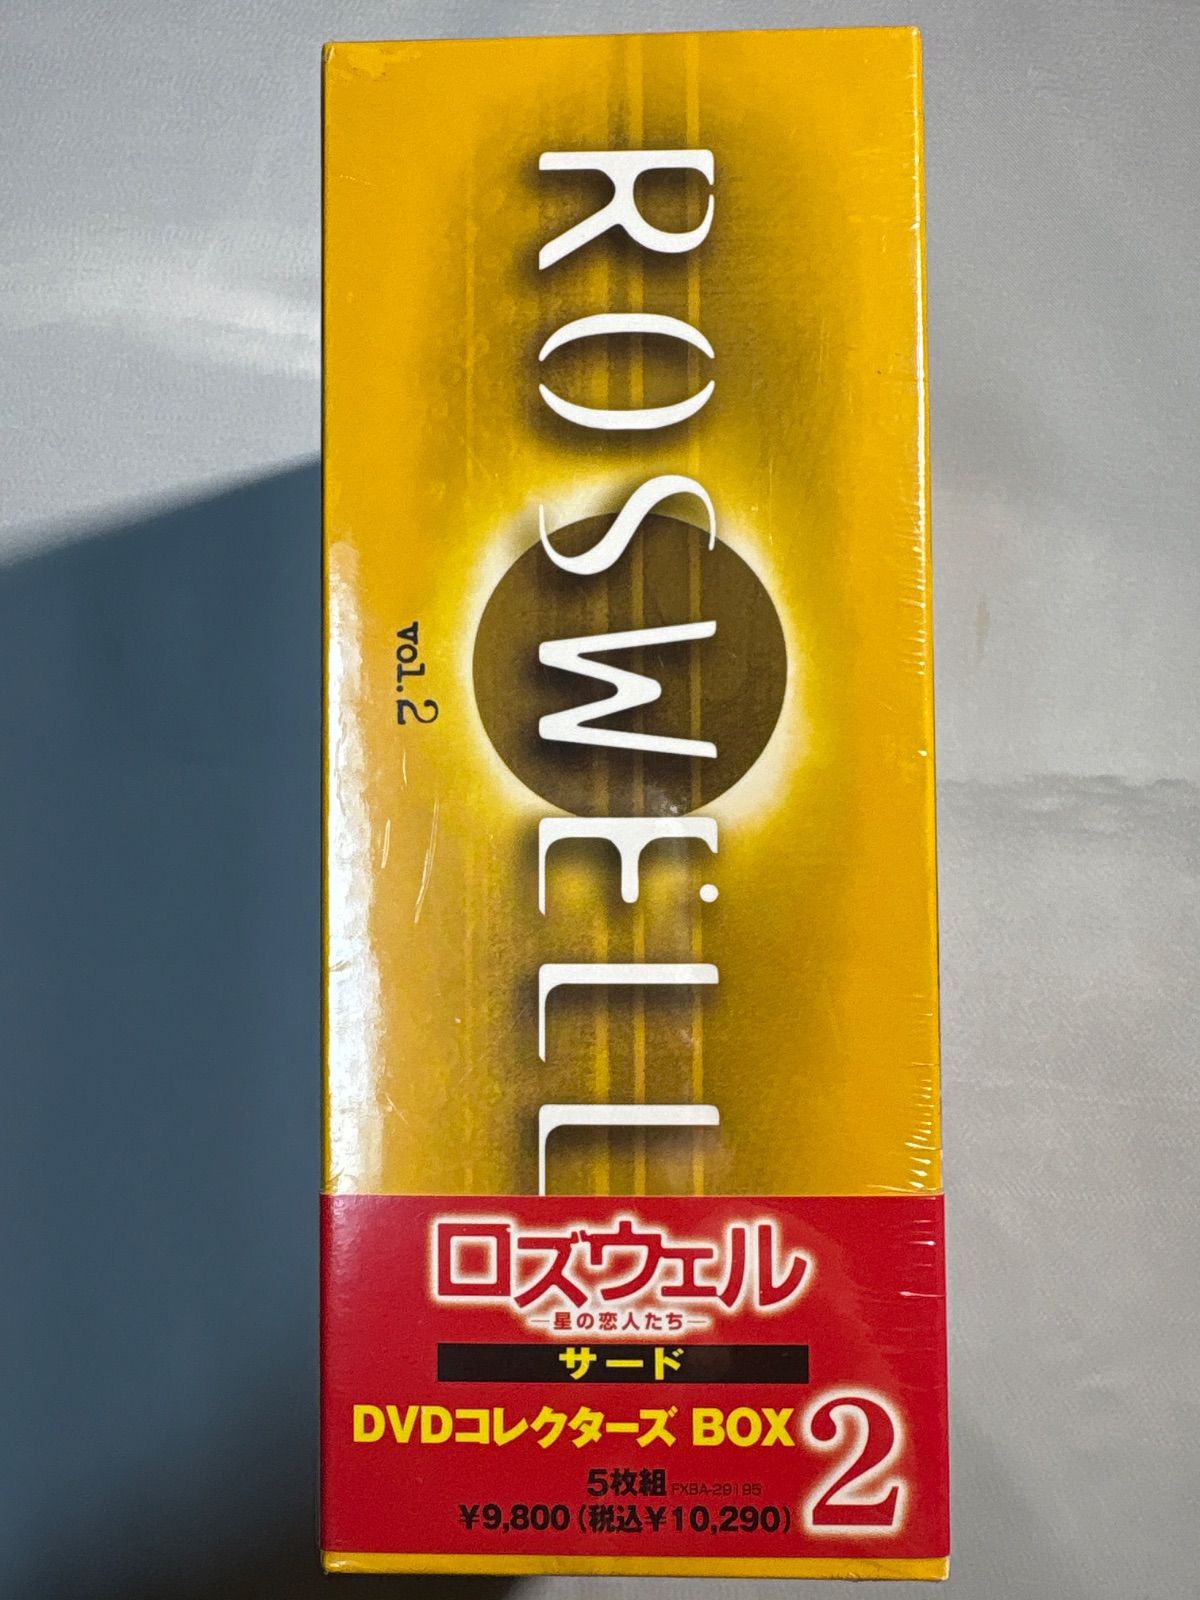 ROSWELL
vol.2
ロズウェル
―星の恋人たち―
サード
DVDコレクターズ BOX 2
5枚組 FXBA-29195
¥9,800(税込¥10,290)